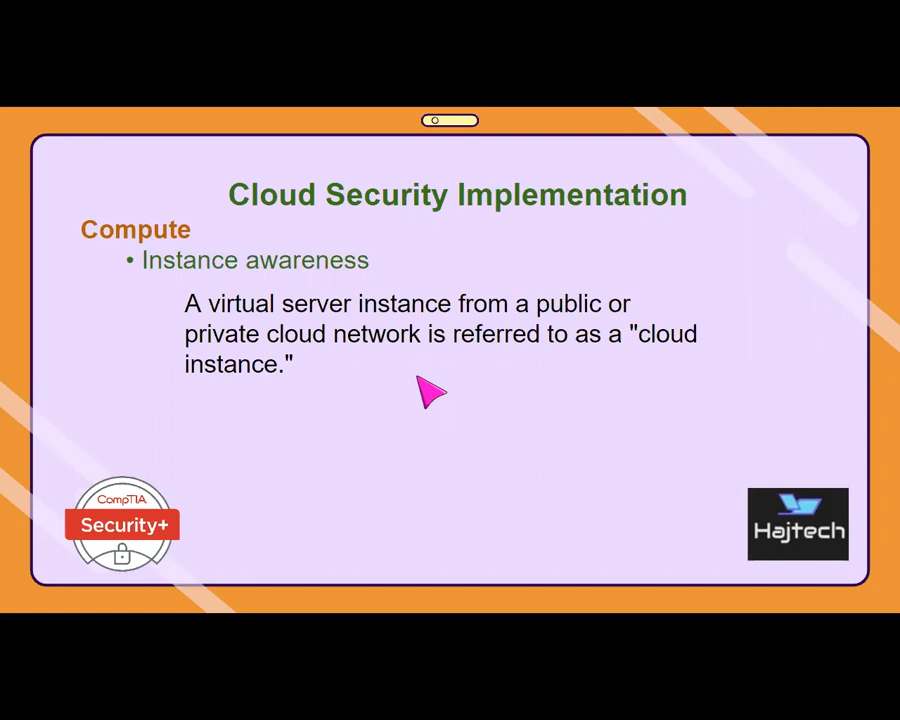 Cloud Security Implementation
Compute
• Instance awareness
A virtual server instance from a public or
private cloud network is referred to as a "cloud
instance."
CompTIA
Security+
Hajtech